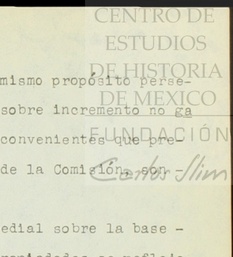 CENTRO DE
ESTUDIOS
DE HISTORIA
DE MEXICO
FUNDACIÓN
Carlos Slim
mismo propósito perse-
sobre incremento no ga
convenientes que pre-
de la Comisión, son -
edial sobre la base -